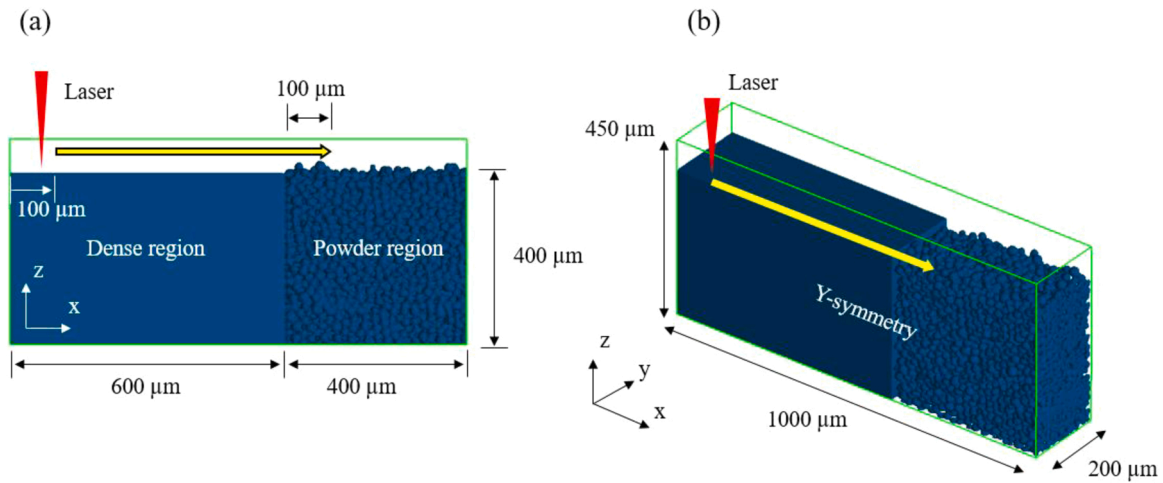 (a)
Laser
100 μm
100 μm
Dense region
Powder region
400 μm
z
x
600 μm
400 μm
(b)
Laser
450 μm
Y-symmetry
z
y
x
1000 μm
200 μm